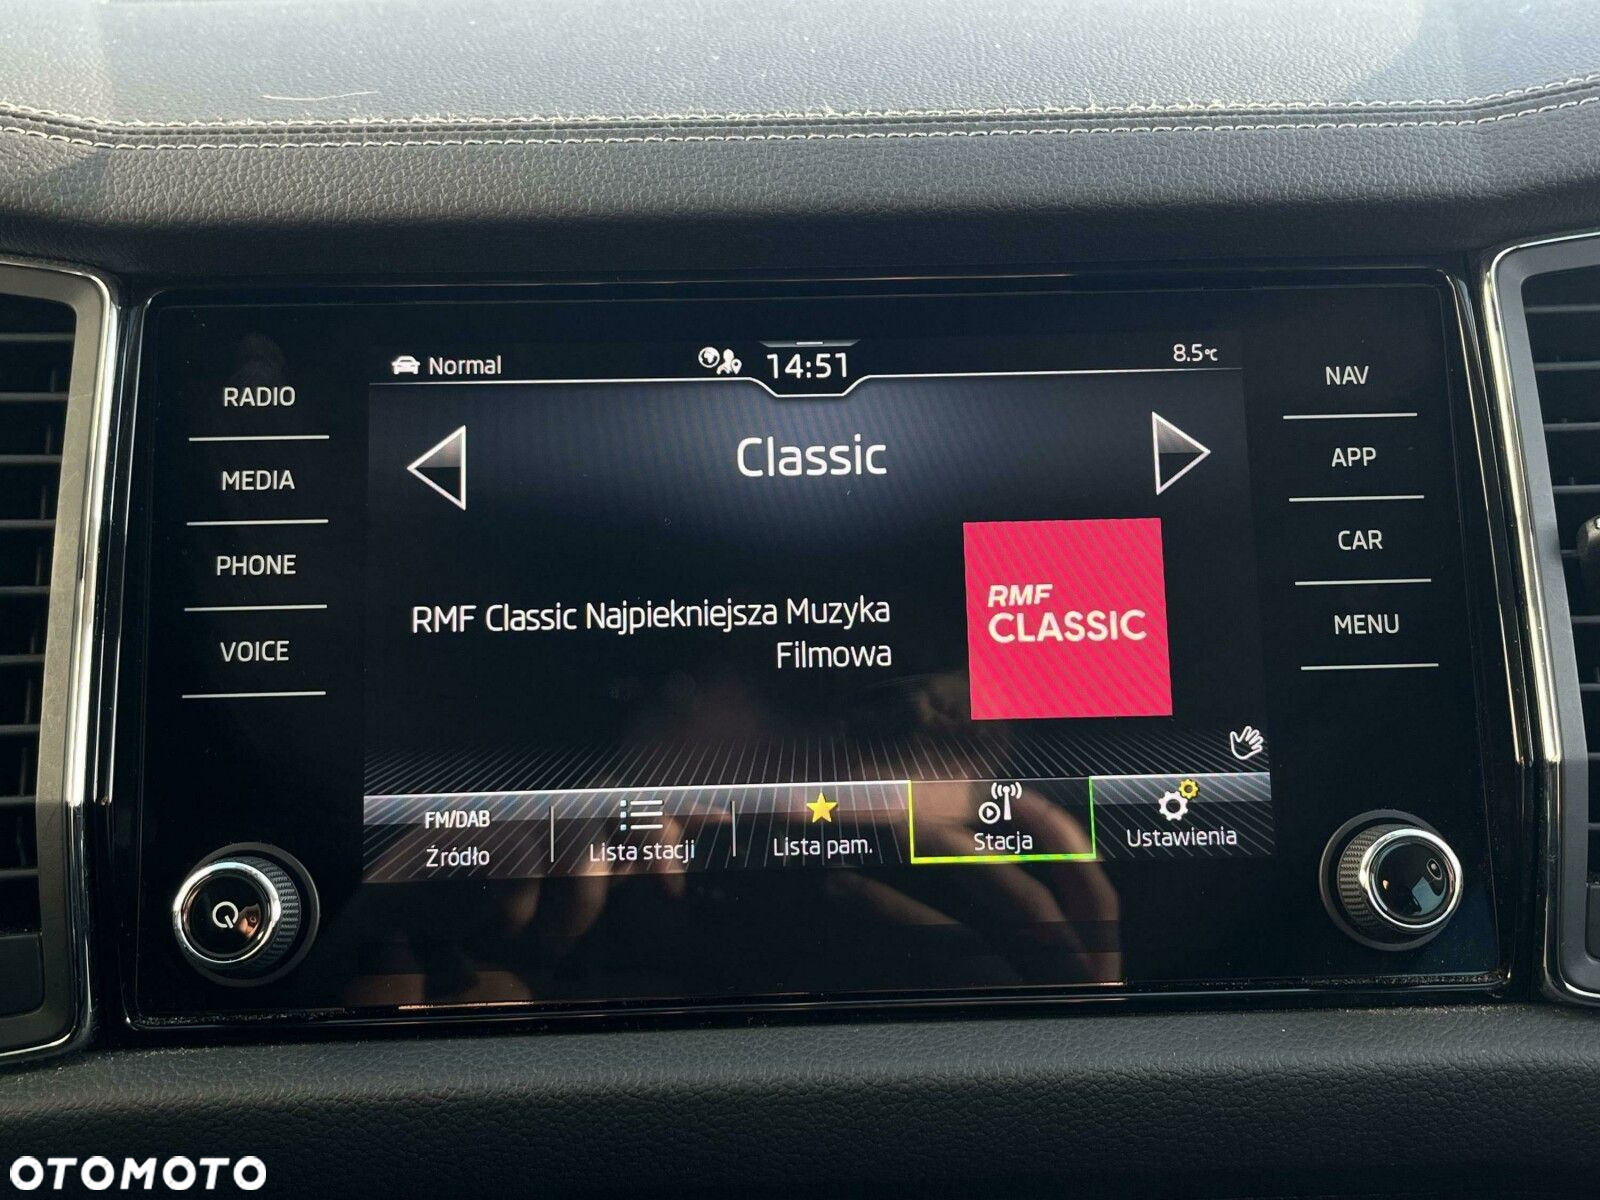 Normal
14:51
8.5°C
RADIO
MEDIA
PHONE
VOICE
NAV
APP
CAR
MENU
Classic
RMF Classic Najpiekniejsza Muzyka
Filmowa
RMF
CLASSIC
FM/DAB
Źródło
Lista stacji
Lista pam.
Stacja
Ustawienia
OTOMOTO